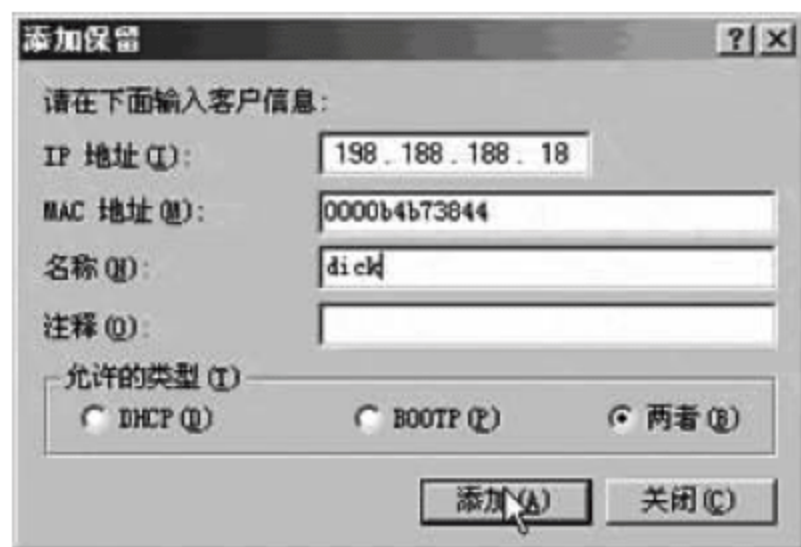 添加保留
请在下面输入客户信息:
IP 地址(I): 198 . 188 . 188 . 18
MAC 地址(M): 0000b4b73844
名称(N): dick
注释(O):
允许的类型(T)
DHCP(D) BOOTP(P) 两者(B)
添加(A) 关闭(C)